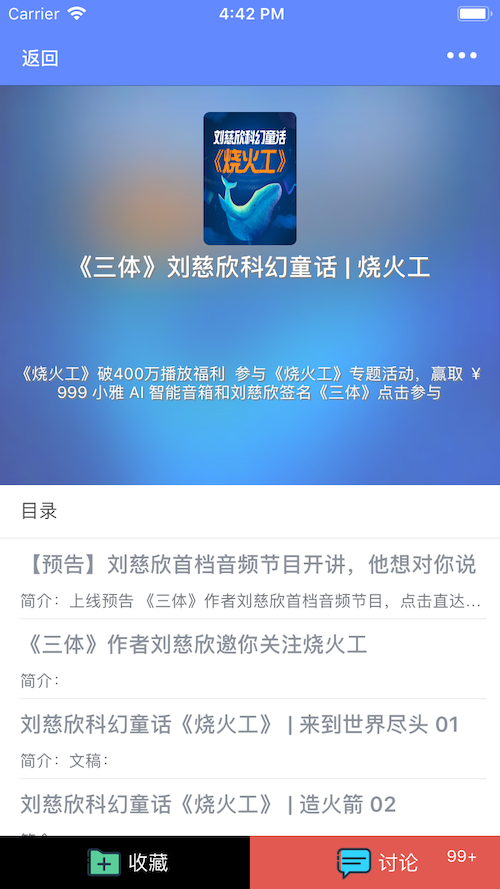 Carrier 4:42 PM
返回
刘慈欣科幻童话
《烧火工》
《三体》刘慈欣科幻童话 | 烧火工
《烧火工》破400万播放福利 参与《烧火工》专题活动，赢取 ￥
999 小雅 AI 智能音箱和刘慈欣签名《三体》点击参与
目录
【预告】刘慈欣首档音频节目开讲，他想对你说
简介：上线预告 《三体》作者刘慈欣首档音频节目，点击直达...
《三体》作者刘慈欣邀你关注烧火工
简介：
刘慈欣科幻童话《烧火工》 | 来到世界尽头 01
简介：文稿：
刘慈欣科幻童话《烧火工》 | 造火箭 02
收藏
讨论 99+